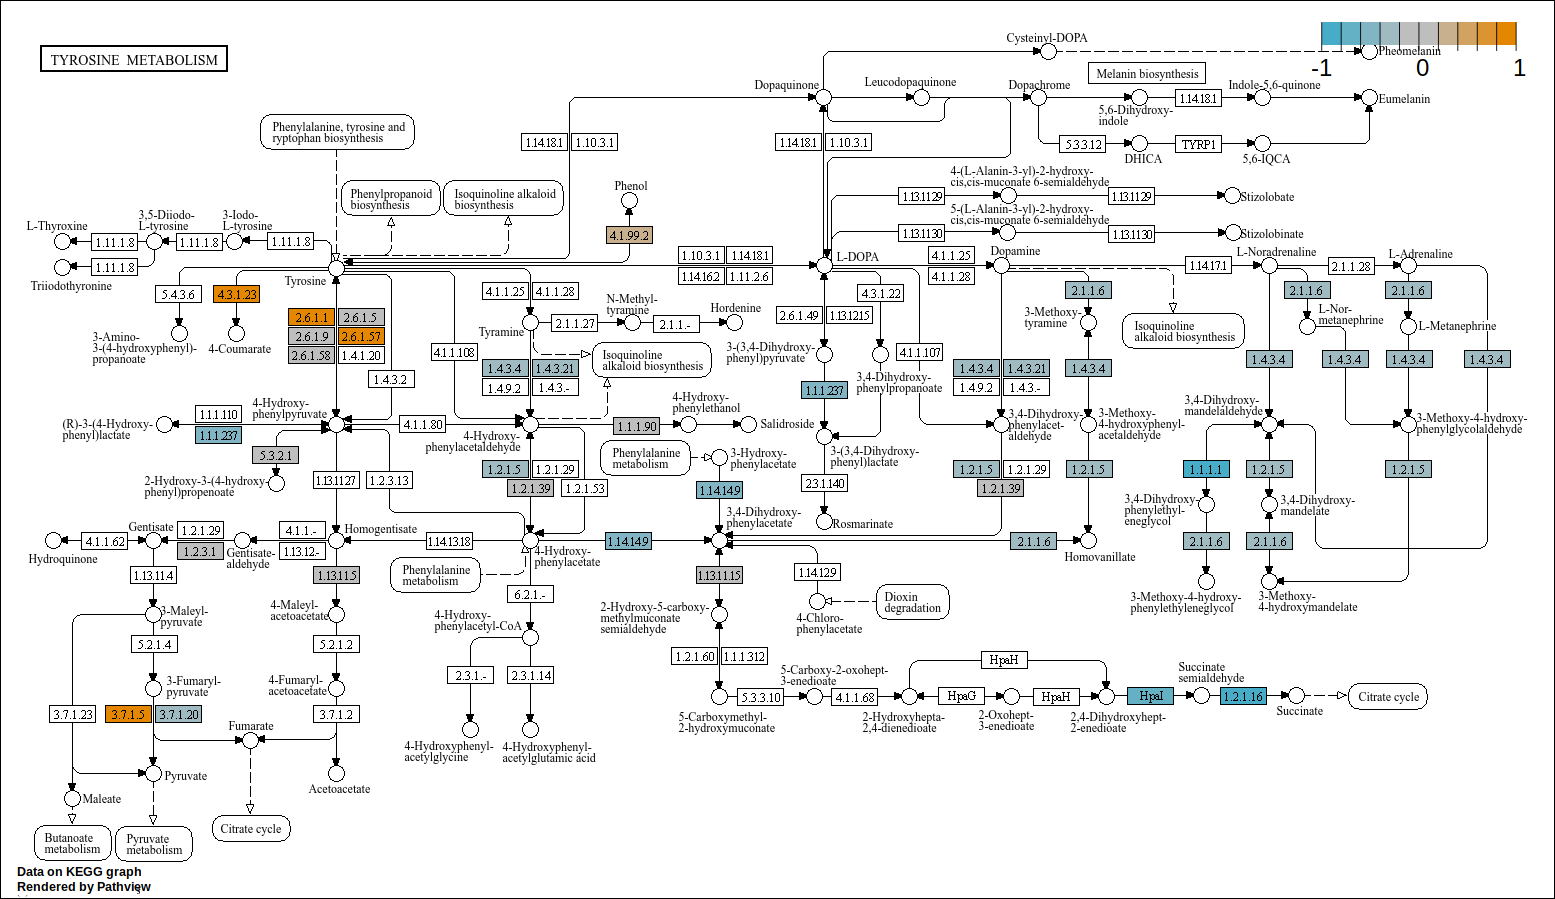 TYROSINE METABOLISM
-1
0
1
Cysteinyl-DOPA
Pheomelanin
Melanin biosynthesis
Dopaquinone
Leucodopaquinone
Dopachrome
5,6-Dihydroxy-
indole
1.14.18.1
Indole-5,6-quinone
Eumelanin
5.3.3.12
DHICA
TYRP1
5,6-IQCA
Phenylalanine, tyrosine and
ryptophan biosynthesis
1.14.18.1
1.10.3.1
1.14.18.1
1.10.3.1
Phenylpropanoid
biosynthesis
Isoquinoline alkaloid
biosynthesis
Phenol
4.1.99.2
4-(L-Alanin-3-yl)-2-hydroxy-
cis,cis-muconate 6-semialdehyde
1.13.11.29
1.13.11.29
Stizolobate
5-(L-Alanin-3-yl)-2-hydroxy-
cis,cis-muconate 6-semialdehyde
1.13.11.30
1.13.11.30
Stizolobinate
L-Thyroxine
3,5-Diiodo-
L-tyrosine
3-Iodo-
L-tyrosine
1.11.1.8
1.11.1.8
1.11.1.8
1.11.1.8
Triiodothyronine
Tyrosine
1.10.3.1
1.14.18.1
1.14.16.2
1.11.2.6
L-DOPA
4.1.1.25
4.1.1.28
Dopamine
1.14.17.1
L-Noradrenaline
2.1.1.28
L-Adrenaline
5.4.3.6
4.3.1.23
3-Amino-
3-(4-hydroxyphenyl)-
propanoate
4-Coumarate
2.6.1.1
2.6.1.5
2.6.1.9
2.6.1.57
2.6.1.58
1.4.1.20
1.4.3.2
4.1.1.25
4.1.1.28
Tyramine
N-Methyl-
tyramine
2.1.1.27
2.1.1.-
Hordenine
4.1.1.108
Isoquinoline
alkaloid biosynthesis
1.4.3.4
1.4.3.21
1.4.9.2
1.4.3.-
2.6.1.49
1.13.12.15
4.3.1.22
3-(3,4-Dihydroxy-
phenyl)pyruvate
4.1.1.107
3,4-Dihydroxy-
phenylpropanoate
1.1.1.237
1.4.3.4
1.4.3.21
1.4.9.2
1.4.3.-
2.1.1.6
3-Methoxy-
tyramine
1.4.3.4
Isoquinoline
alkaloid biosynthesis
2.1.1.6
L-Nor-
metanephrine
2.1.1.6
L-Metanephrine
1.4.3.4
1.4.3.4
1.4.3.4
1.4.3.4
(R)-3-(4-Hydroxy-
phenyl)lactate
1.1.1.110
1.1.1.237
4-Hydroxy-
phenylpyruvate
4.1.1.80
4-Hydroxy-
phenylacetaldehyde
1.1.1.90
4-Hydroxy-
phenylethanol
Salidroside
3-(3,4-Dihydroxy-
phenyl)lactate
3,4-Dihydroxy-
phenylacet-
aldehyde
3-Methoxy-
4-hydroxyphenyl-
acetaldehyde
3,4-Dihydroxy-
mandelaldehyde
3-Methoxy-4-hydroxy-
phenylglycolaldehyde
5.3.2.1
2-Hydroxy-3-(4-hydroxy-
phenyl)propenoate
1.13.11.27
1.2.3.13
1.2.1.5
1.2.1.29
1.2.1.39
1.2.1.53
Phenylalanine
metabolism
3-Hydroxy-
phenylacetate
1.14.14.9
2.3.1.140
Rosmarinate
1.2.1.5
1.2.1.29
1.2.1.39
1.2.1.5
1.1.1.1
1.2.1.5
1.2.1.5
3,4-Dihydroxy-
phenylethyl-
eneglycol
3,4-Dihydroxy-
mandelate
Hydroquinone
4.1.1.62
Gentisate
1.2.1.29
1.2.3.1
Gentisate-
aldehyde
4.1.1.-
1.13.12.-
Homogentisate
1.14.13.18
4-Hydroxy-
phenylacetate
1.14.14.9
3,4-Dihydroxy-
phenylacetate
2.1.1.6
Homovanillate
2.1.1.6
2.1.1.6
3-Methoxy-4-hydroxy-
phenylethyleneglycol
3-Methoxy-
4-hydroxymandelate
1.13.11.4
1.13.11.5
Phenylalanine
metabolism
6.2.1.-
1.13.11.15
1.14.12.9
4-Chloro-
phenylacetate
Dioxin
degradation
3-Maleyl-
pyruvate
4-Maleyl-
acetoacetate
4-Hydroxy-
phenylacetyl-CoA
2-Hydroxy-5-carboxy-
methylmuconate
semialdehyde
5.2.1.4
5.2.1.2
2.3.1.-
2.3.1.14
1.2.1.60
1.1.1.312
3-Fumaryl-
pyruvate
4-Fumaryl-
acetoacetate
5.3.3.10
5-Carboxy-2-oxohept-
3-enedioate
4.1.1.68
HpaH
HpaG
HpaH
HpaI
Succinate
semialdehyde
1.2.1.16
Succinate
Citrate cycle
5-Carboxymethyl-
2-hydroxymuconate
2-Hydroxyhepta-
2,4-dienedioate
2-Oxohept-
3-enedioate
2,4-Dihydroxyhept-
2-enedioate
3.7.1.23
3.7.1.5
3.7.1.20
3.7.1.2
Fumarate
4-Hydroxyphenyl-
acetylglycine
4-Hydroxyphenyl-
acetylglutamic acid
Pyruvate
Acetoacetate
Maleate
Butanoate
metabolism
Pyruvate
metabolism
Citrate cycle
Data on KEGG graph
Rendered by Pathview